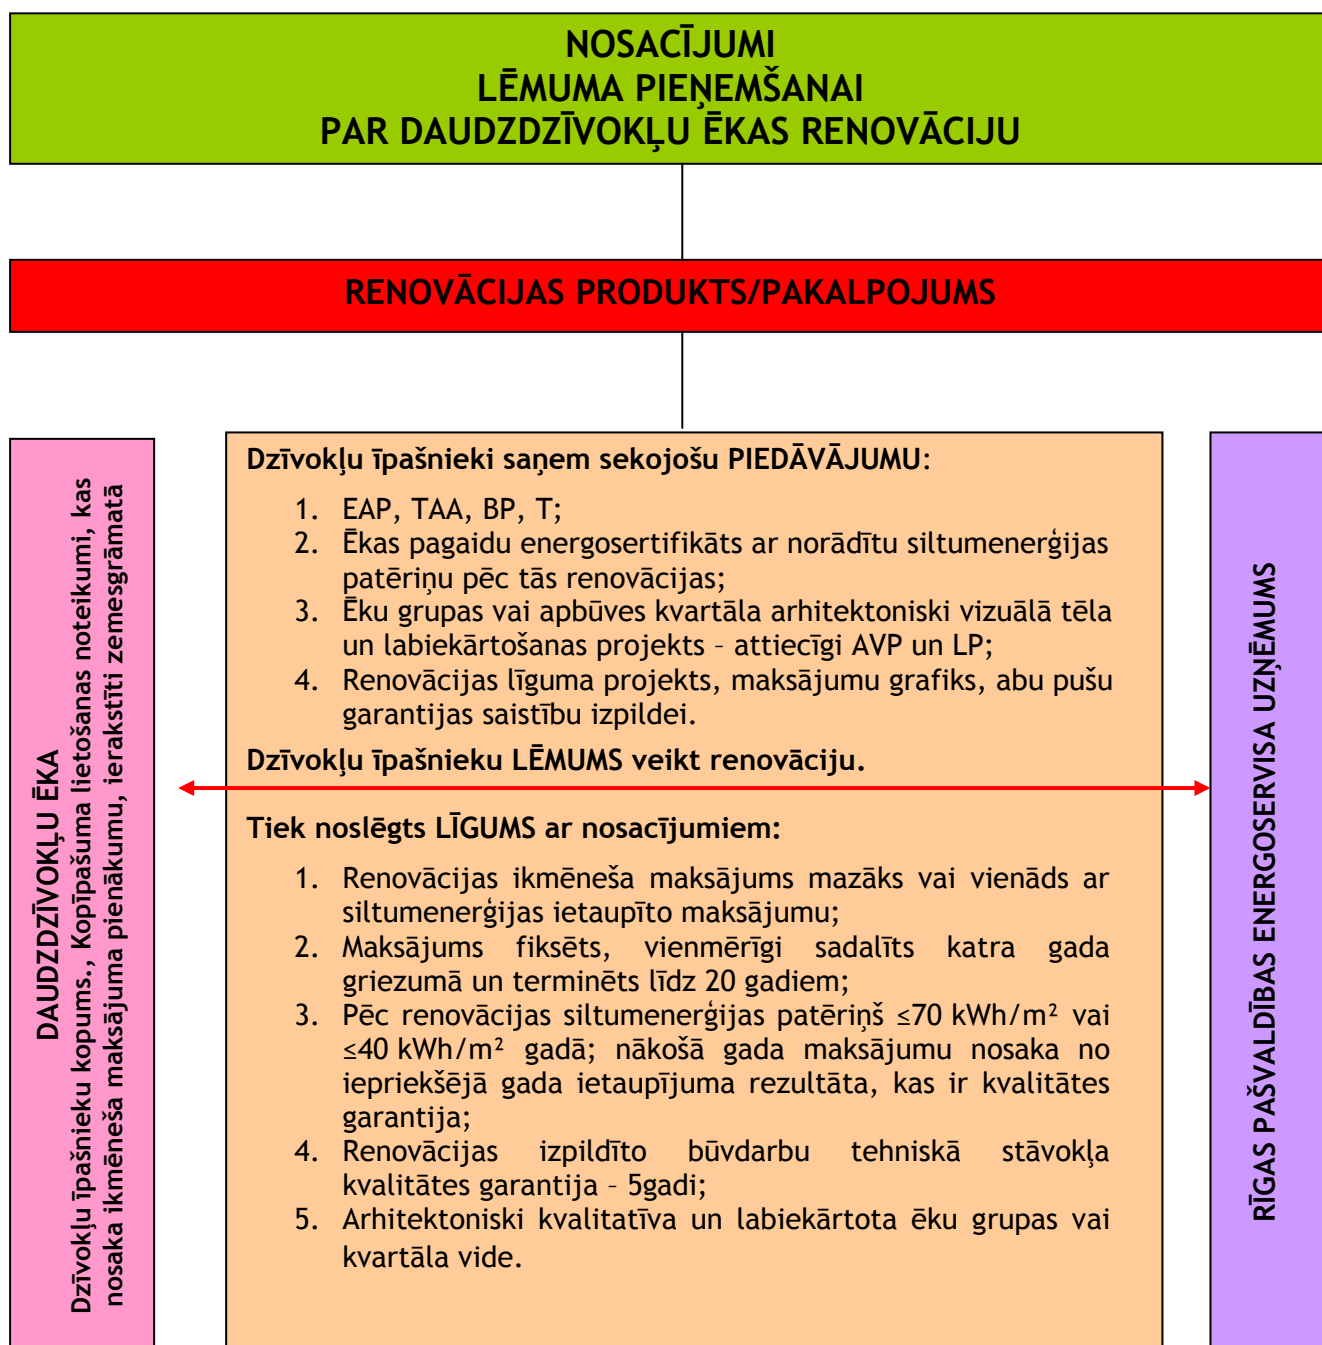 NOSACĪJUMI
LĒMUMA PIEŅEMŠANAI
PAR DAUDZDZĪVOKĻU ĒKAS RENOVĀCIJU
RENOVĀCIJAS PRODUKTS/PAKALPOJUMS
DAUDZDZĪVOKĻU ĒKA
Dzīvokļu īpašnieku kopums., Kopīpašuma lietošanas noteikumi, kas
nosaka ikmēneša maksājuma pienākumu, ierakstīti zemesgrāmatā
Dzīvokļu īpašnieki saņem sekojošu PIEDĀVĀJUMU:
1. EAP, TAA, BP, T;
2. Ēkas pagaidu energosertifikāts ar norādītu siltumenerģijas
patēriņu pēc tās renovācijas;
3. Ēku grupas vai apbūves kvartāla arhitektoniski vizuālā tēla
un labiekārtošanas projekts – attiecīgi AVP un LP;
4. Renovācijas līguma projekts, maksājumu grafiks, abu pušu
garantijas saistību izpildei.
Dzīvokļu īpašnieku LĒMUMS veikt renovāciju.
Tiek noslēgts LĪGUMS ar nosacījumiem:
1. Renovācijas ikmēneša maksājums mazāks vai vienāds ar
siltumenerģijas ietaupīto maksājumu;
2. Maksājums fiksēts, vienmērīgi sadalīts katra gada
griezumā un terminēts līdz 20 gadiem;
3. Pēc renovācijas siltumenerģijas patēriņš ≤70 kWh/m² vai
≤40 kWh/m² gadā; nākošā gada maksājumu nosaka no
iepriekšējā gada ietaupījuma rezultāta, kas ir kvalitātes
garantija;
4. Renovācijas izpildīto būvdarbu tehniskā stāvokļa
kvalitātes garantija – 5gadi;
5. Arhitektoniski kvalitatīva un labiekārtota ēku grupas vai
kvartāla vide.
RĪGAS PAŠVALDĪBAS ENERGOSERVISA UZŅĒMUMS